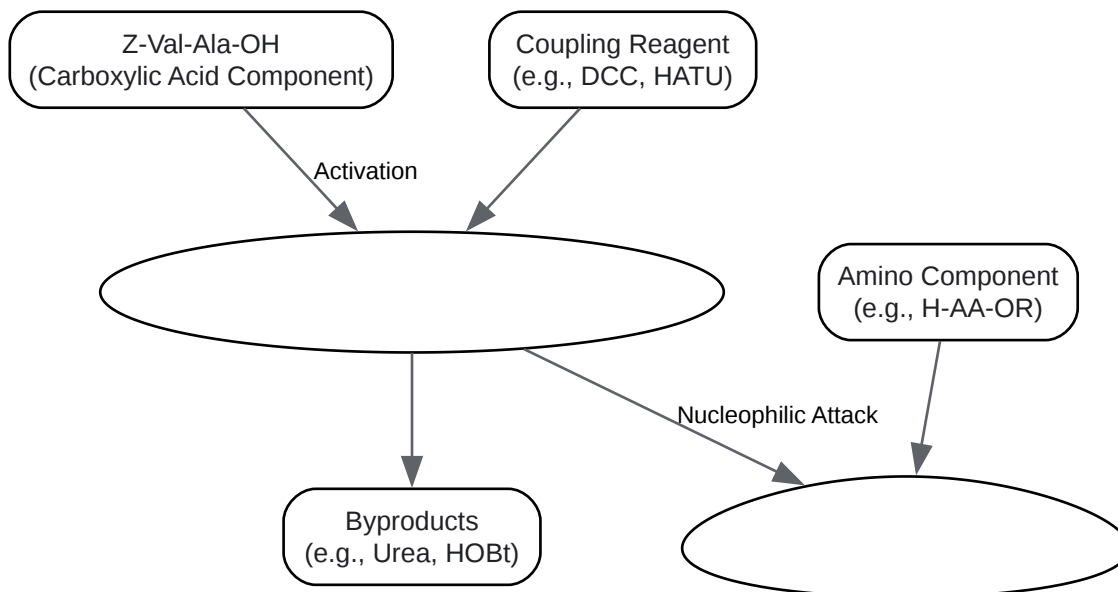 Z-Val-Ala-OH
(Carboxylic Acid Component)
Coupling Reagent
(e.g., DCC, HATU)
Activation
Amino Component
(e.g., H-AA-OR)
Nucleophilic Attack
Byproducts
(e.g., Urea, HOBt)